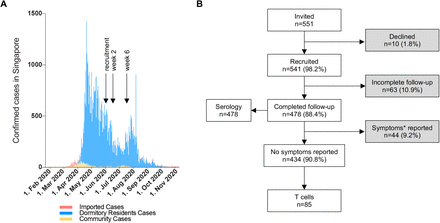 A
Confirmed cases in Singapore
1500
1000
500
0
recruitment
week 2
week 6
1. Feb 2020
1. Mar 2020
1. Apr 2020
1. May 2020
1. Jun 2020
1. Jul 2020
1. Aug 2020
1. Sep 2020
1. Oct 2020
1. Nov 2020
Imported Cases
Dormitory Residents Cases
Community Cases
B
Invited
n=551
Declined
n=10 (1.8%)
Recruited
n=541 (98.2%)
Incomplete follow-up
n=63 (10.9%)
Serology
n=478
Completed follow-up
n=478 (88.4%)
Symptoms* reported
n=44 (9.2%)
No symptoms reported
n=434 (90.8%)
T cells
n=85